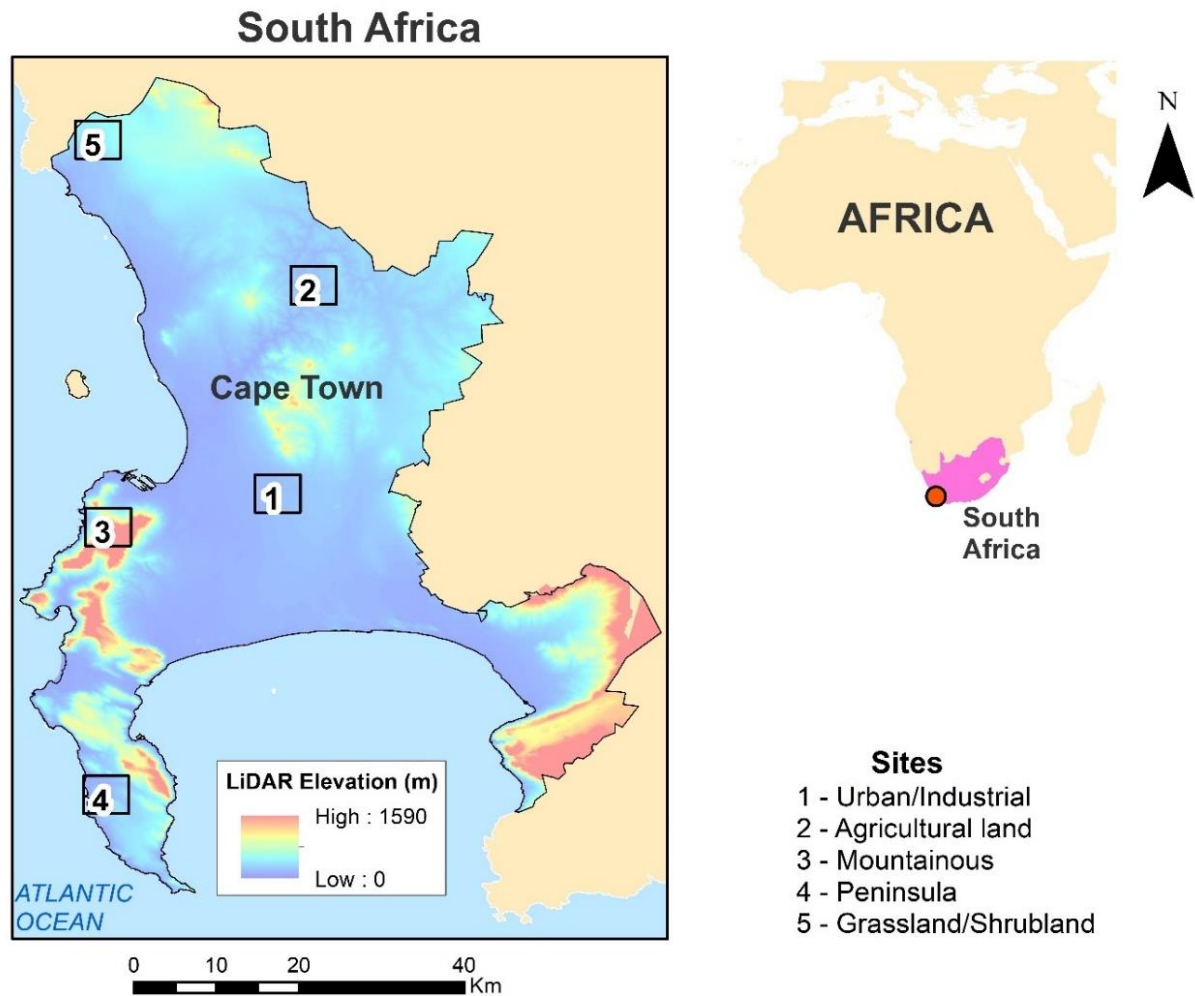 South Africa
5
2
Cape Town
1
3
4
LiDAR Elevation (m)
High : 1590
Low : 0
ATLANTIC
OCEAN
0 10 20 40
Km
N
AFRICA
South
Africa
Sites
1 - Urban/Industrial
2 - Agricultural land
3 - Mountainous
4 - Peninsula
5 - Grassland/Shrubland